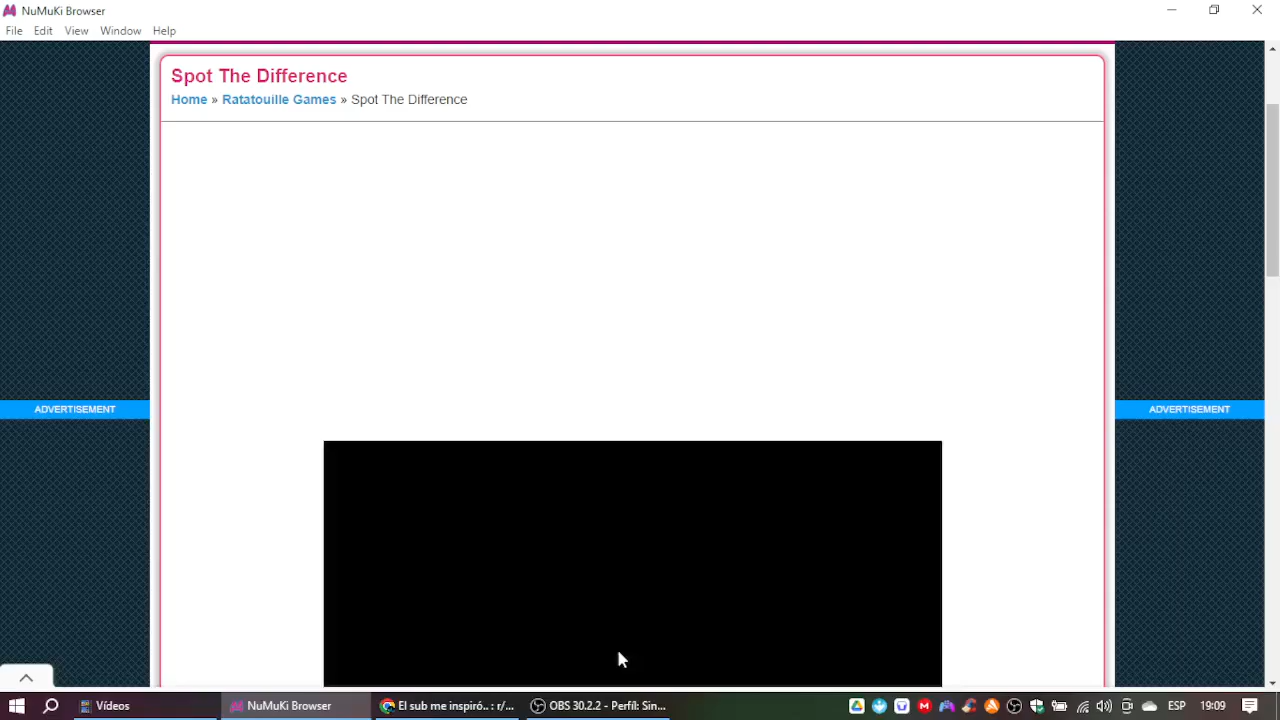 NuMuKi Browser
File Edit View Window Help
Spot The Difference
Home » Ratatouille Games » Spot The Difference
ADVERTISEMENT
ADVERTISEMENT
Vídeos
NuMuKi Browser
El sub me inspiró.. : r/...
OBS 30.2.2 - Perfil: Sin...
ESP
19:09